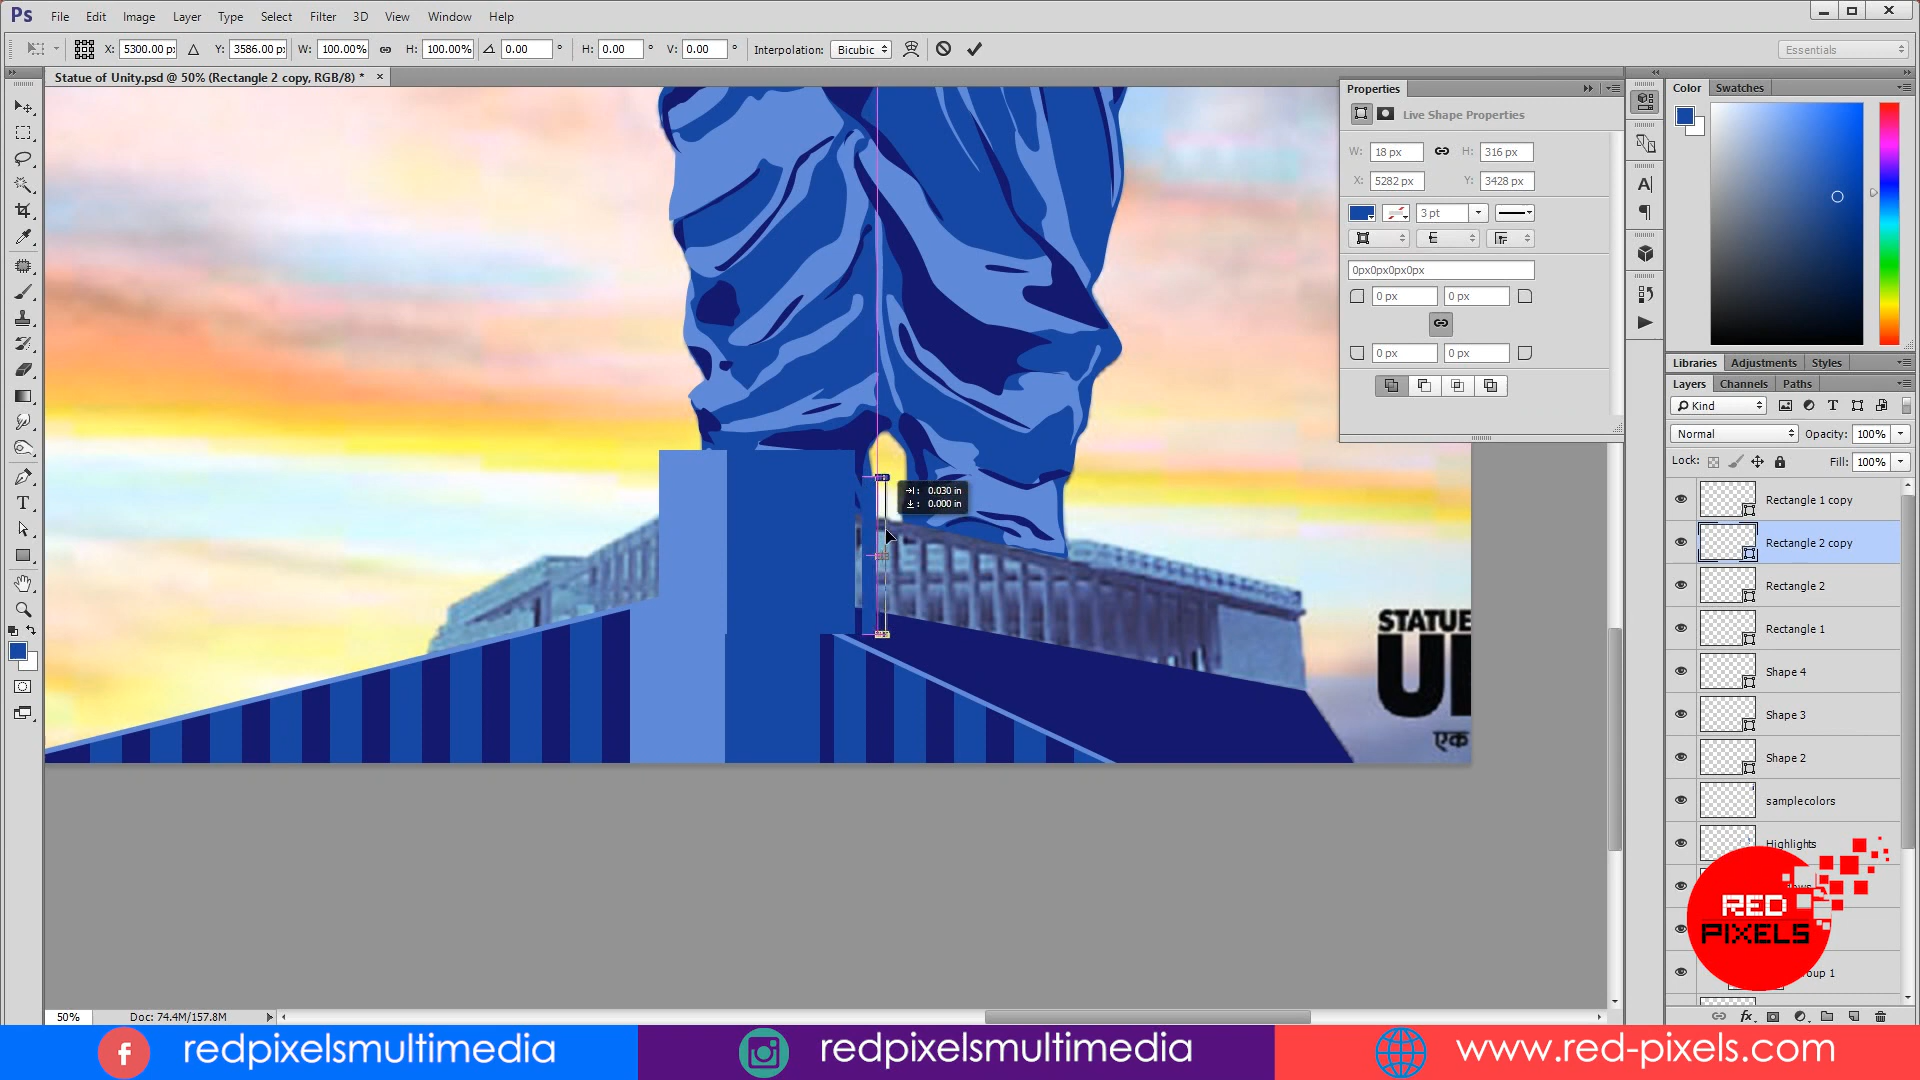 Ps File Edit Image Layer Type Select Filter 3D View Window Help
X: 5300.00 p Y: 3586.00 p W: 100.00% H: 100.00% 0.00 ° H: 0.00 ° V: 0.00 ° Interpolation: Bicubic Essentials
Statue of Unity.psd @ 50% (Rectangle 2 copy, RGB/8) * ×
Properties
Live Shape Properties
W: 18 px H: 316 px
X: 5282 px Y: 3428 px
3 pt
0px0px0px0px
0 px 0 px
0 px 0 px
Color Swatches
Libraries Adjustments Styles
Layers Channels Paths
Kind
Normal Opacity: 100%
Lock: Fill: 100%
Rectangle 1 copy
Rectangle 2 copy
Rectangle 2
Rectangle 1
Shape 4
Shape 3
Shape 2
samplecolors
Highlights
oup 1
0.030 in
0.000 in
STATUE
एक
RED
PIXELS
50% Doc: 74.4M/157.8M
redpixelsmultimedia redpixelsmultimedia www.red-pixels.com